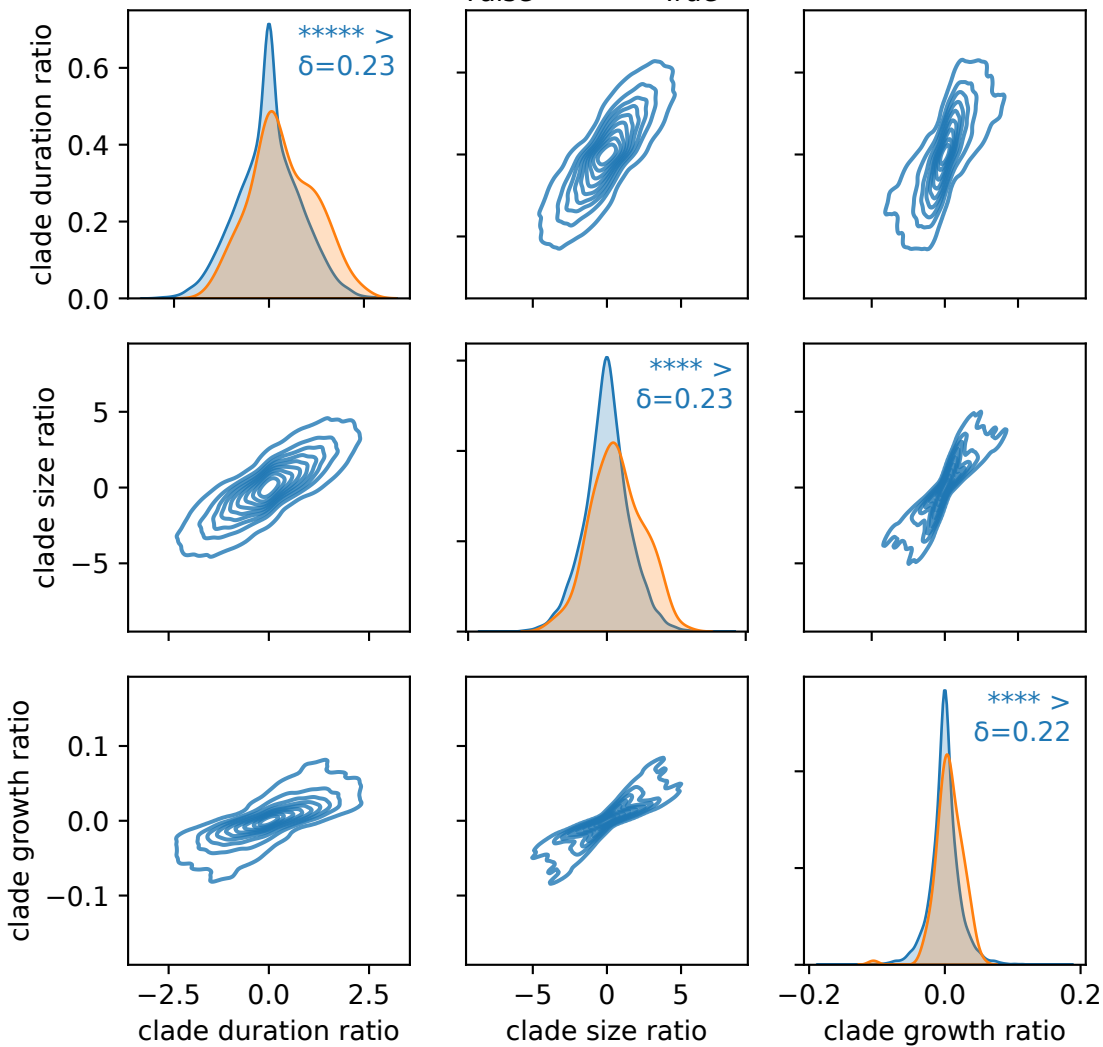 clade duration ratio
0.6
0.4
0.2
0.0
***** >
δ=0.23
clade size ratio
5
0
−5
**** >
δ=0.23
clade growth ratio
0.1
0.0
−0.1
**** >
δ=0.22
−2.5 0.0 2.5
clade duration ratio
−5 0 5
clade size ratio
−0.2 0.0 0.2
clade growth ratio